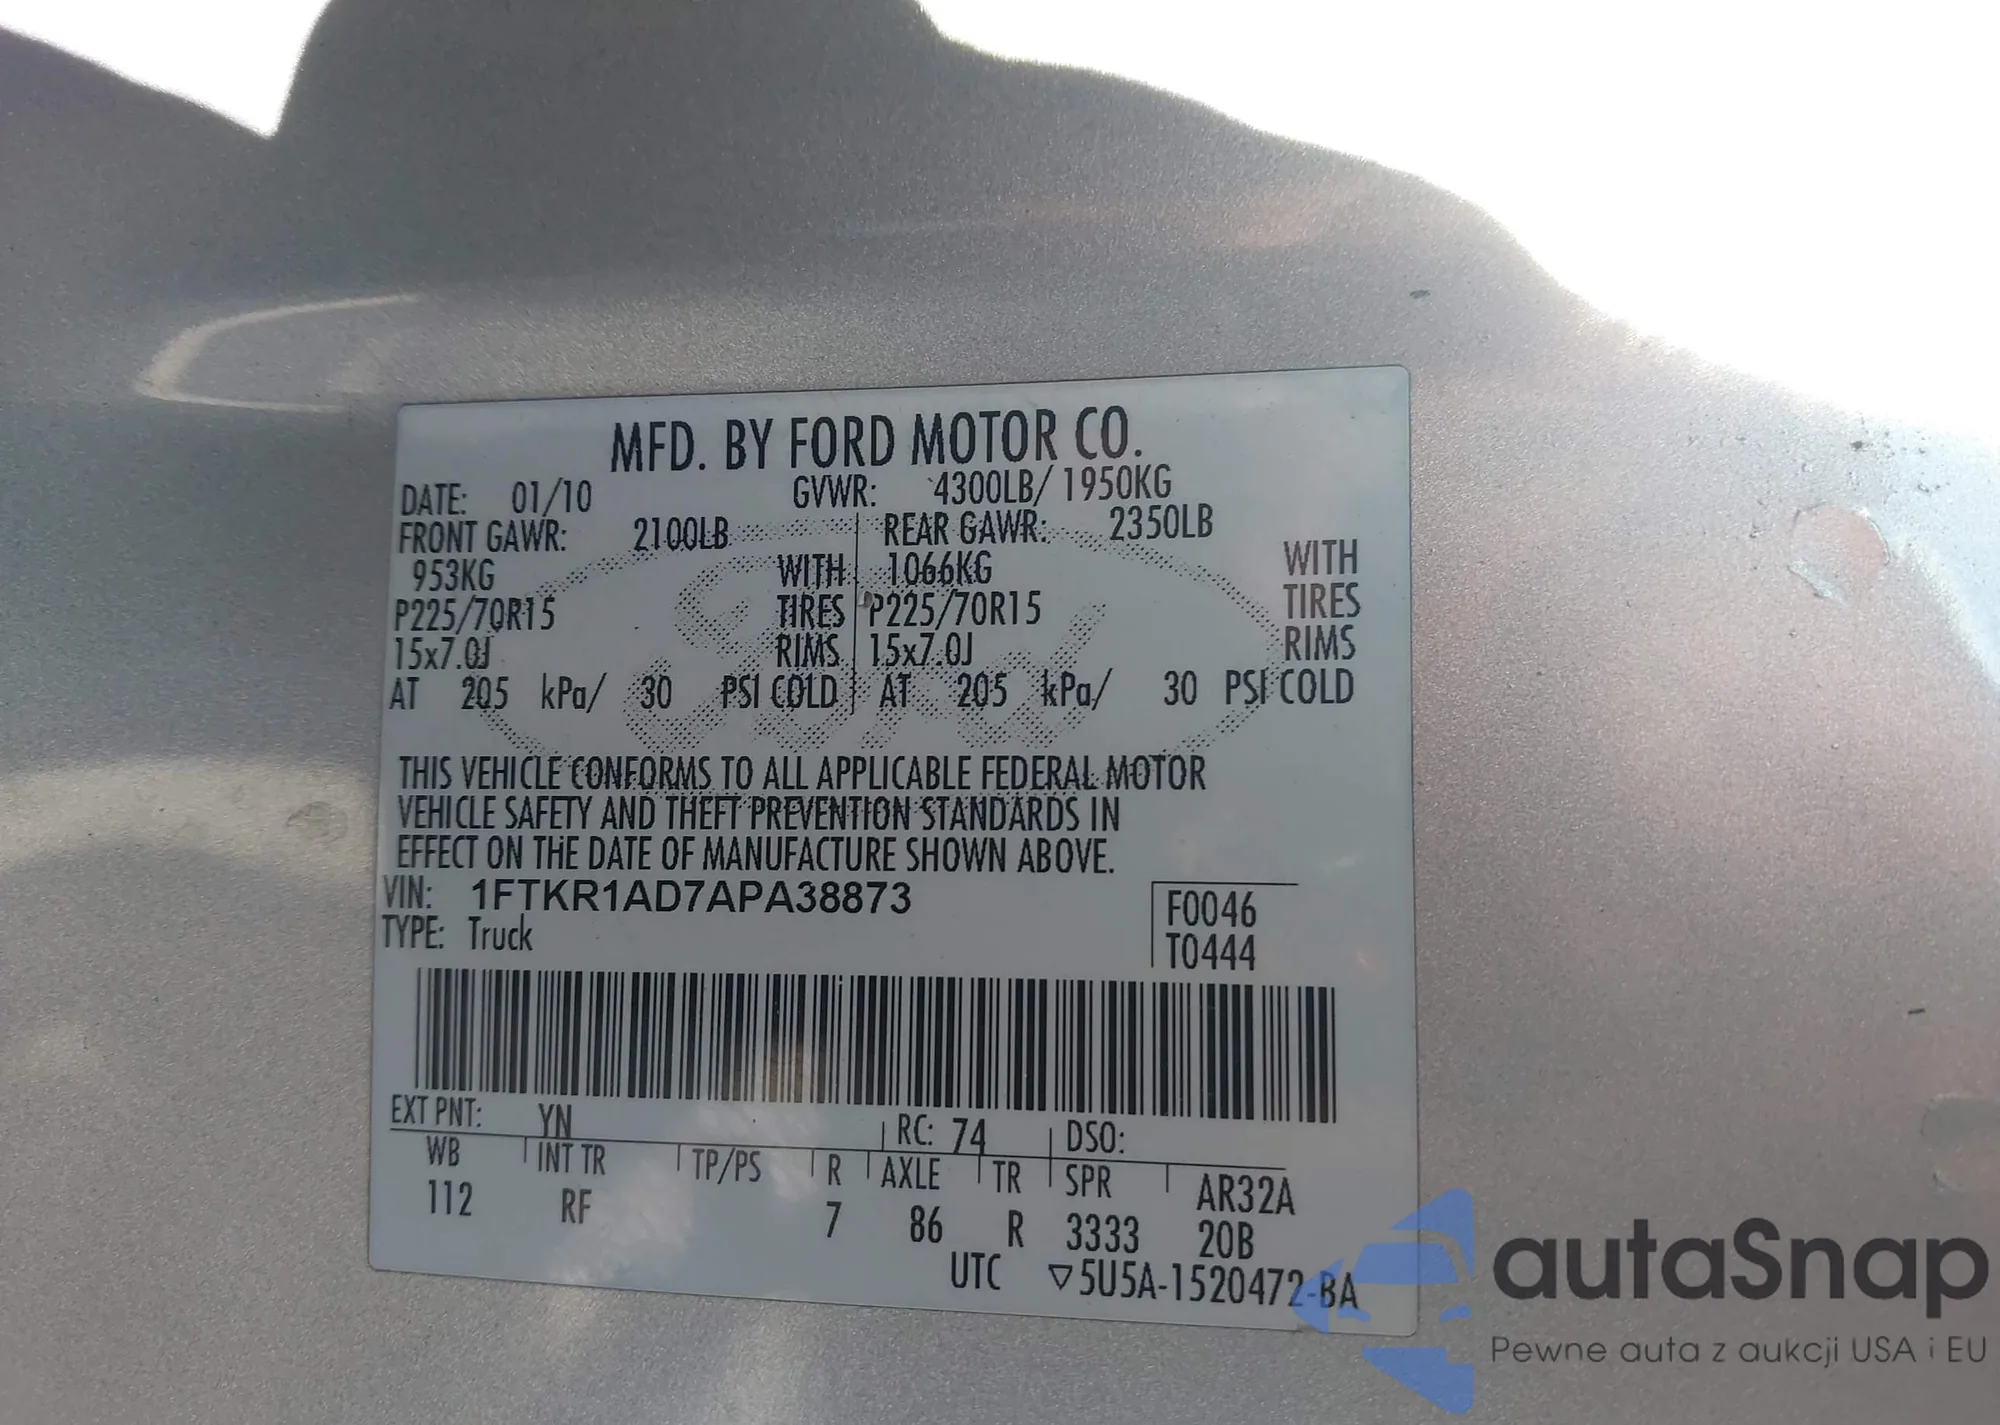 MFD. BY FORD MOTOR CO.
DATE: 01/10 GVWR: 4300LB/ 1950KG
FRONT GAWR: 2100LB REAR GAWR: 2350LB
953KG WITH 1066KG WITH
P225/70R15 TIRES P225/70R15 TIRES
15x7.0J RIMS 15x7.0J RIMS
AT 205 kPa/ 30 PSI COLD AT 205 kPa/ 30 PSI COLD
THIS VEHICLE CONFORMS TO ALL APPLICABLE FEDERAL MOTOR
VEHICLE SAFETY AND THEFT PREVENTION STANDARDS IN
EFFECT ON THE DATE OF MANUFACTURE SHOWN ABOVE.
VIN: 1FTKR1AD7APA38873 F0046
TYPE: Truck T0444
EXT PNT: YN RC: 74 DSO:
WB INT TR TP/PS R AXLE TR SPR AR32A
112 RF 7 86 R 3333 20B
UTC ▽5U5A-1520472-BA
autaSnap
Pewne auta z aukcji USA i EU